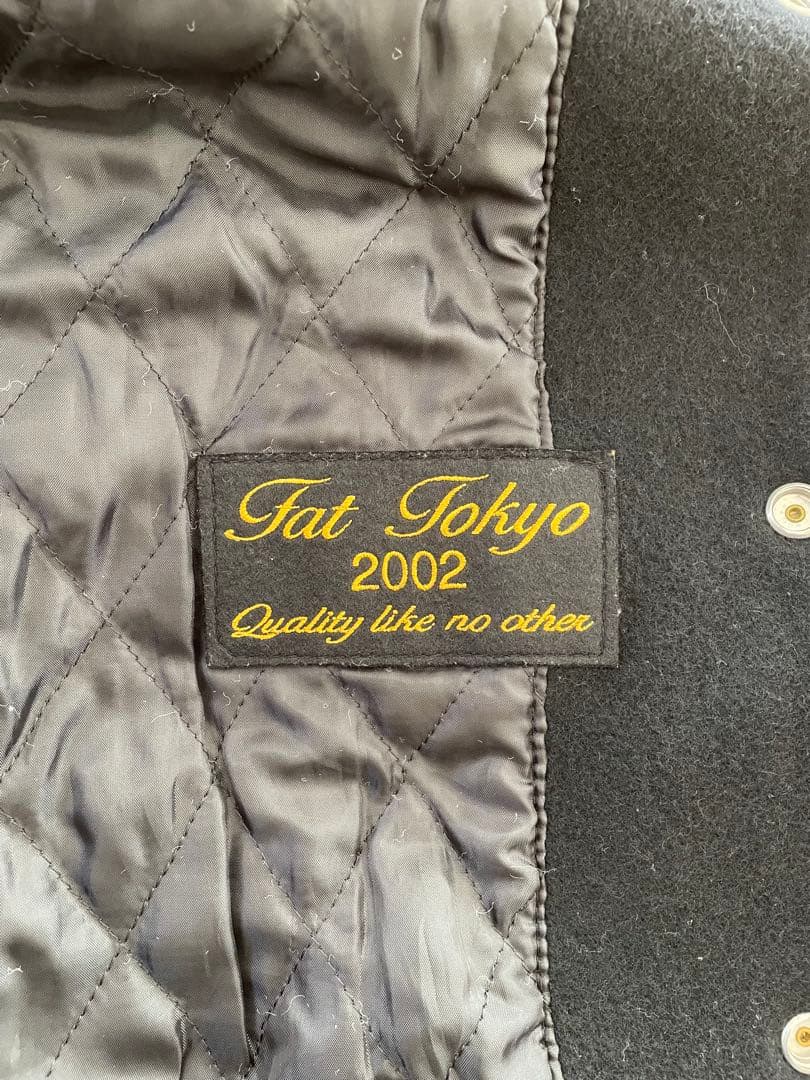 Fat Tokyo
2002
Quality like no other